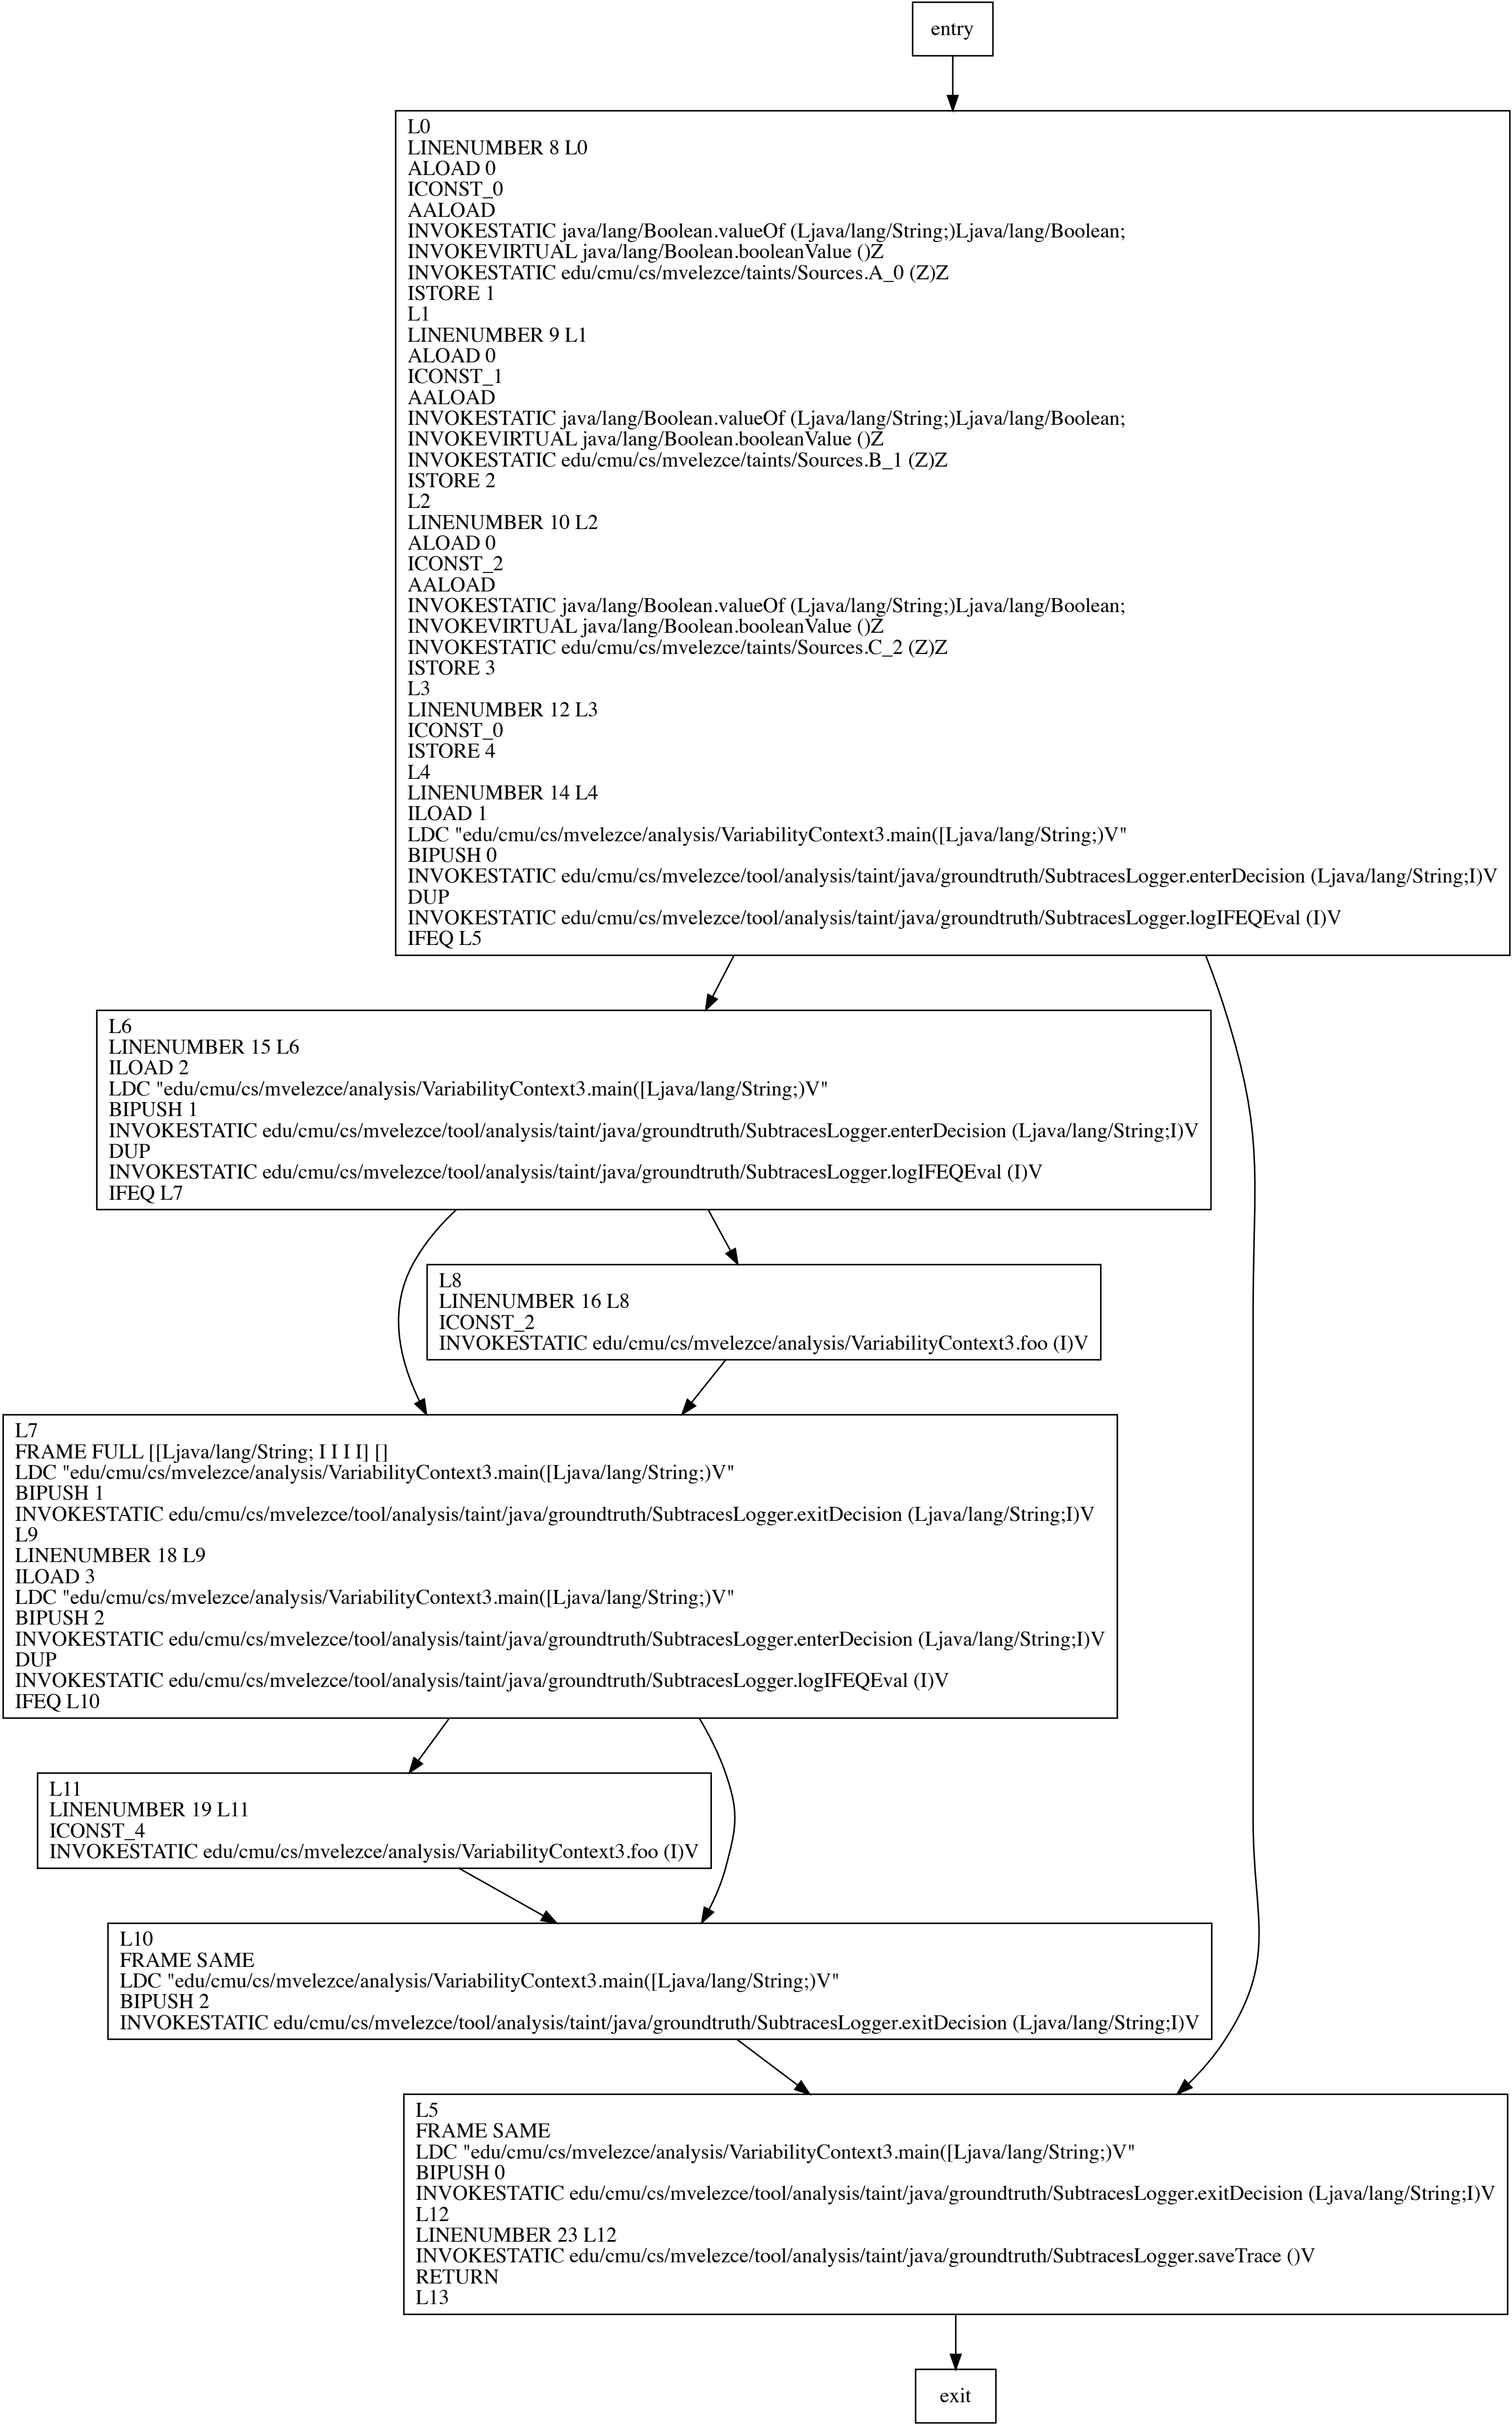 entry
L0
LINENUMBER 8 L0
ALOAD 0
ICONST_0
AALOAD
INVOKESTATIC java/lang/Boolean.valueOf (Ljava/lang/String;)Ljava/lang/Boolean;
INVOKEVIRTUAL java/lang/Boolean.booleanValue ()Z
INVOKESTATIC edu/cmu/cs/mvelezce/taints/Sources.A_0 (Z)Z
ISTORE 1
L1
LINENUMBER 9 L1
ALOAD 0
ICONST_1
AALOAD
INVOKESTATIC java/lang/Boolean.valueOf (Ljava/lang/String;)Ljava/lang/Boolean;
INVOKEVIRTUAL java/lang/Boolean.booleanValue ()Z
INVOKESTATIC edu/cmu/cs/mvelezce/taints/Sources.B_1 (Z)Z
ISTORE 2
L2
LINENUMBER 10 L2
ALOAD 0
ICONST_2
AALOAD
INVOKESTATIC java/lang/Boolean.valueOf (Ljava/lang/String;)Ljava/lang/Boolean;
INVOKEVIRTUAL java/lang/Boolean.booleanValue ()Z
INVOKESTATIC edu/cmu/cs/mvelezce/taints/Sources.C_2 (Z)Z
ISTORE 3
L3
LINENUMBER 12 L3
ICONST_0
ISTORE 4
L4
LINENUMBER 14 L4
ILOAD 1
LDC "edu/cmu/cs/mvelezce/analysis/VariabilityContext3.main([Ljava/lang/String;)V"
BIPUSH 0
INVOKESTATIC edu/cmu/cs/mvelezce/tool/analysis/taint/java/groundtruth/SubtracesLogger.enterDecision (Ljava/lang/String;I)V
DUP
INVOKESTATIC edu/cmu/cs/mvelezce/tool/analysis/taint/java/groundtruth/SubtracesLogger.logIFEQEval (I)V
IFEQ L5
L6
LINENUMBER 15 L6
ILOAD 2
LDC "edu/cmu/cs/mvelezce/analysis/VariabilityContext3.main([Ljava/lang/String;)V"
BIPUSH 1
INVOKESTATIC edu/cmu/cs/mvelezce/tool/analysis/taint/java/groundtruth/SubtracesLogger.enterDecision (Ljava/lang/String;I)V
DUP
INVOKESTATIC edu/cmu/cs/mvelezce/tool/analysis/taint/java/groundtruth/SubtracesLogger.logIFEQEval (I)V
IFEQ L7
L8
LINENUMBER 16 L8
ICONST_2
INVOKESTATIC edu/cmu/cs/mvelezce/analysis/VariabilityContext3.foo (I)V
L7
FRAME FULL [[Ljava/lang/String; I I I I] []
LDC "edu/cmu/cs/mvelezce/analysis/VariabilityContext3.main([Ljava/lang/String;)V"
BIPUSH 1
INVOKESTATIC edu/cmu/cs/mvelezce/tool/analysis/taint/java/groundtruth/SubtracesLogger.exitDecision (Ljava/lang/String;I)V
L9
LINENUMBER 18 L9
ILOAD 3
LDC "edu/cmu/cs/mvelezce/analysis/VariabilityContext3.main([Ljava/lang/String;)V"
BIPUSH 2
INVOKESTATIC edu/cmu/cs/mvelezce/tool/analysis/taint/java/groundtruth/SubtracesLogger.enterDecision (Ljava/lang/String;I)V
DUP
INVOKESTATIC edu/cmu/cs/mvelezce/tool/analysis/taint/java/groundtruth/SubtracesLogger.logIFEQEval (I)V
IFEQ L10
L11
LINENUMBER 19 L11
ICONST_4
INVOKESTATIC edu/cmu/cs/mvelezce/analysis/VariabilityContext3.foo (I)V
L10
FRAME SAME
LDC "edu/cmu/cs/mvelezce/analysis/VariabilityContext3.main([Ljava/lang/String;)V"
BIPUSH 2
INVOKESTATIC edu/cmu/cs/mvelezce/tool/analysis/taint/java/groundtruth/SubtracesLogger.exitDecision (Ljava/lang/String;I)V
L5
FRAME SAME
LDC "edu/cmu/cs/mvelezce/analysis/VariabilityContext3.main([Ljava/lang/String;)V"
BIPUSH 0
INVOKESTATIC edu/cmu/cs/mvelezce/tool/analysis/taint/java/groundtruth/SubtracesLogger.exitDecision (Ljava/lang/String;I)V
L12
LINENUMBER 23 L12
INVOKESTATIC edu/cmu/cs/mvelezce/tool/analysis/taint/java/groundtruth/SubtracesLogger.saveTrace ()V
RETURN
L13
exit